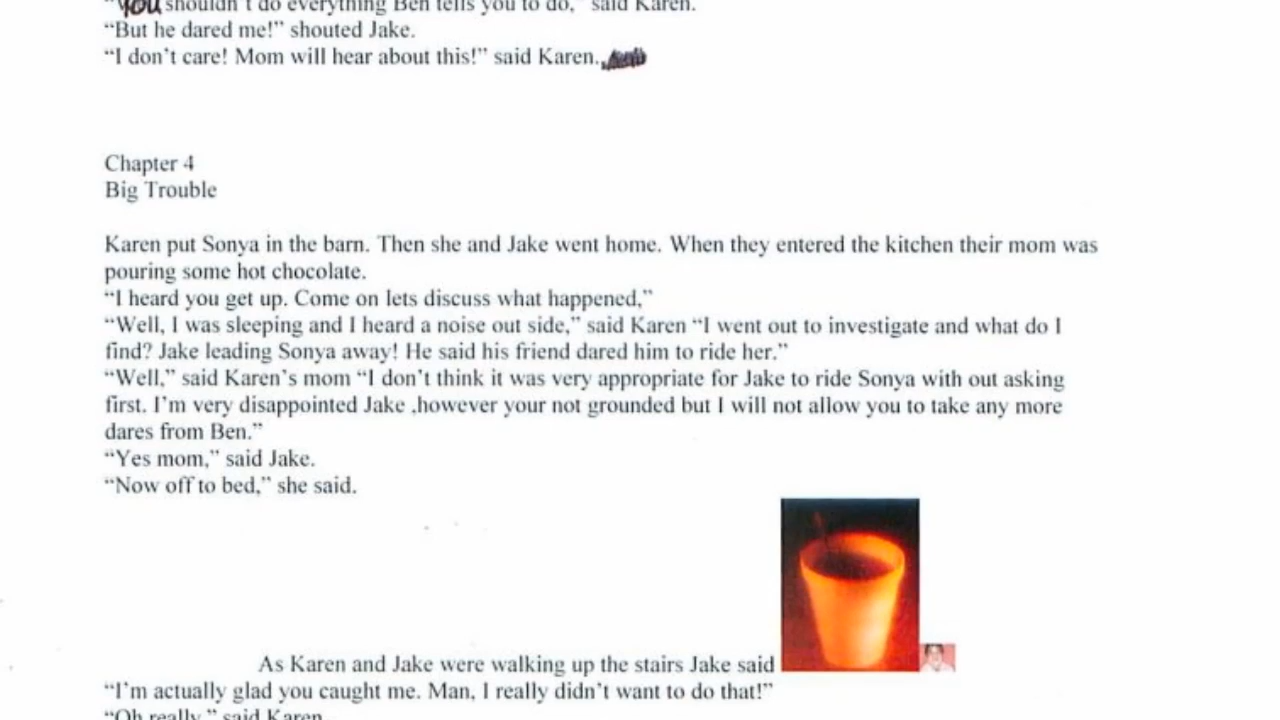 "You shouldn't do everything Ben tells you to do," said Karen.
"But he dared me!" shouted Jake.
"I don't care! Mom will hear about this!" said Karen.
Chapter 4
Big Trouble
Karen put Sonya in the barn. Then she and Jake went home. When they entered the kitchen their mom was
pouring some hot chocolate.
"I heard you get up. Come on lets discuss what happened,"
"Well, I was sleeping and I heard a noise out side," said Karen "I went out to investigate and what do I
find? Jake leading Sonya away! He said his friend dared him to ride her."
"Well," said Karen's mom "I don't think it was very appropriate for Jake to ride Sonya with out asking
first. I'm very disappointed Jake ,however your not grounded but I will not allow you to take any more
dares from Ben."
"Yes mom," said Jake.
"Now off to bed," she said.
As Karen and Jake were walking up the stairs Jake said
"I'm actually glad you caught me. Man, I really didn't want to do that!"
"Oh really," said Karen